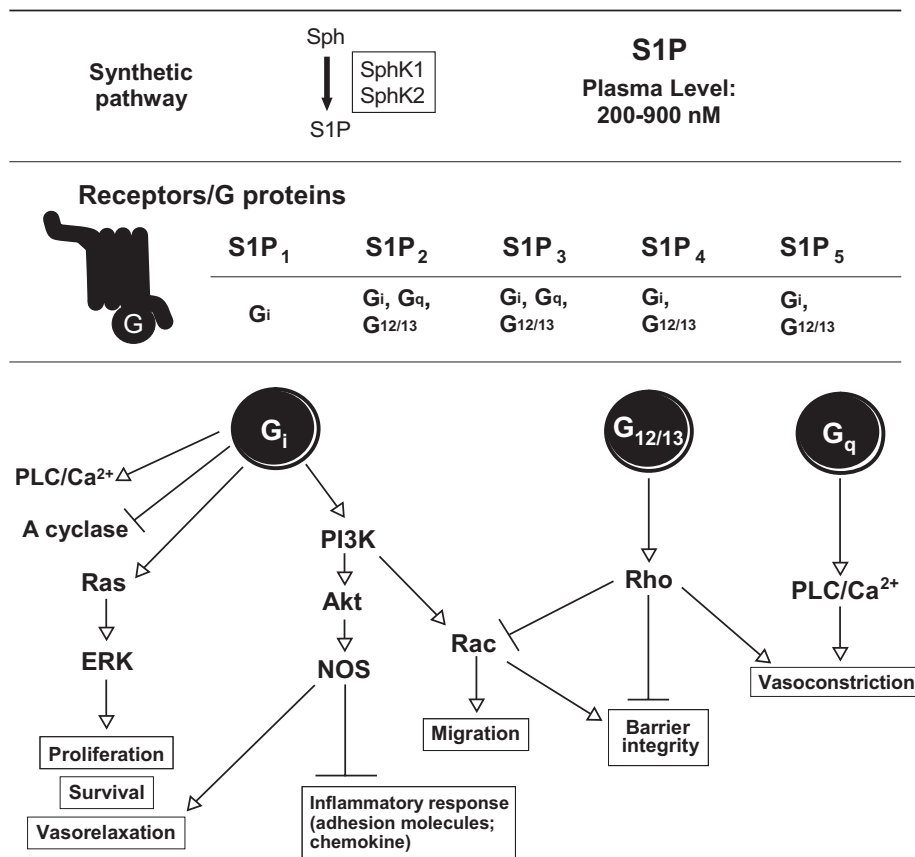 Synthetic
pathway
Sph
SphK1
SphK2
S1P
S1P
Plasma Level:
200-900 nM
Receptors/G proteins
G
S1P1 S1P2 S1P3 S1P4 S1P5
Gi
Gi, Gq,
G12/13
Gi, Gq,
G12/13
Gi,
G12/13
Gi,
G12/13
Gi
G12/13
Gq
PLC/Ca2+
A cyclase
PI3K
Ras
Akt
Rho
PLC/Ca2+
ERK
NOS
Rac
Vasoconstriction
Migration
Barrier
integrity
Proliferation
Survival
Vasorelaxation
Inflammatory response
(adhesion molecules;
chemokine)